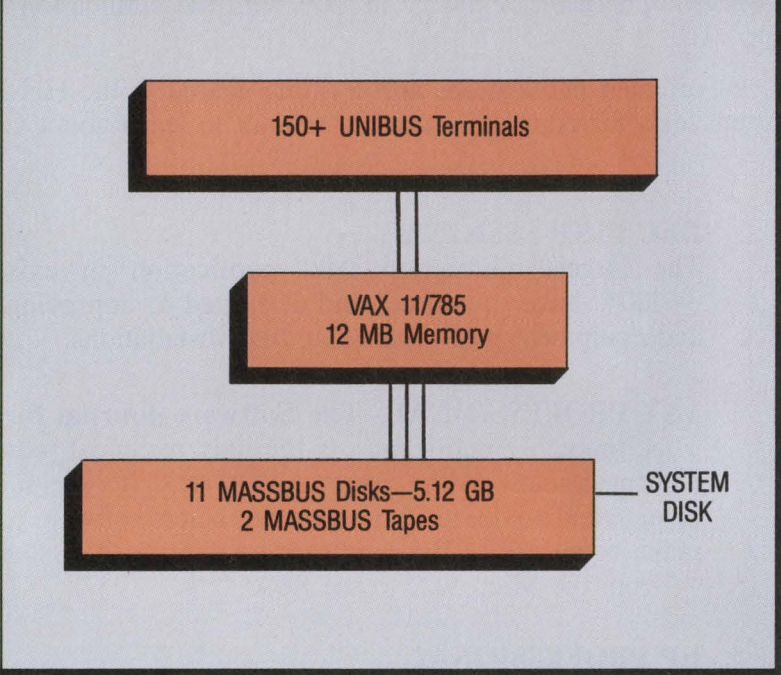 150+ UNIBUS Terminals
VAX 11/785
12 MB Memory
11 MASSBUS Disks—5.12 GB
2 MASSBUS Tapes
SYSTEM
DISK